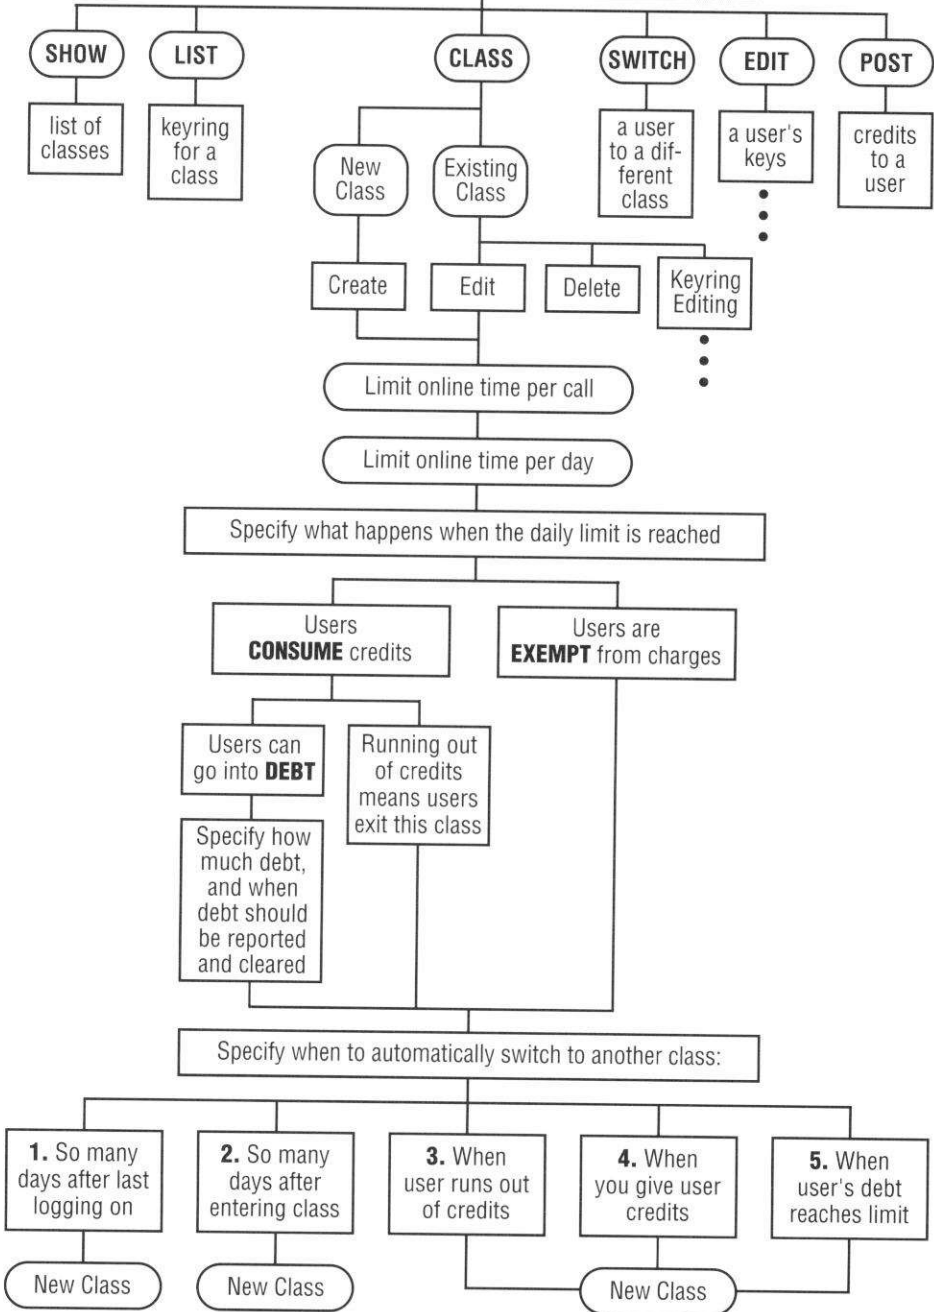 SHOW
LIST
CLASS
SWITCH
EDIT
POST
list of
classes
keyring
for a
class
New
Class
Existing
Class
a user
to a dif-
ferent
class
a user's
keys
credits
to a
user
Create
Edit
Delete
Keyring
Editing
Limit online time per call
Limit online time per day
Specify what happens when the daily limit is reached
Users
CONSUME credits
Users are
EXEMPT from charges
Users can
go into DEBT
Running out
of credits
means users
exit this class
Specify how
much debt,
and when
debt should
be reported
and cleared
Specify when to automatically switch to another class:
1. So many
days after last
logging on
2. So many
days after
entering class
3. When
user runs out
of credits
4. When
you give user
credits
5. When
user's debt
reaches limit
New Class
New Class
New Class